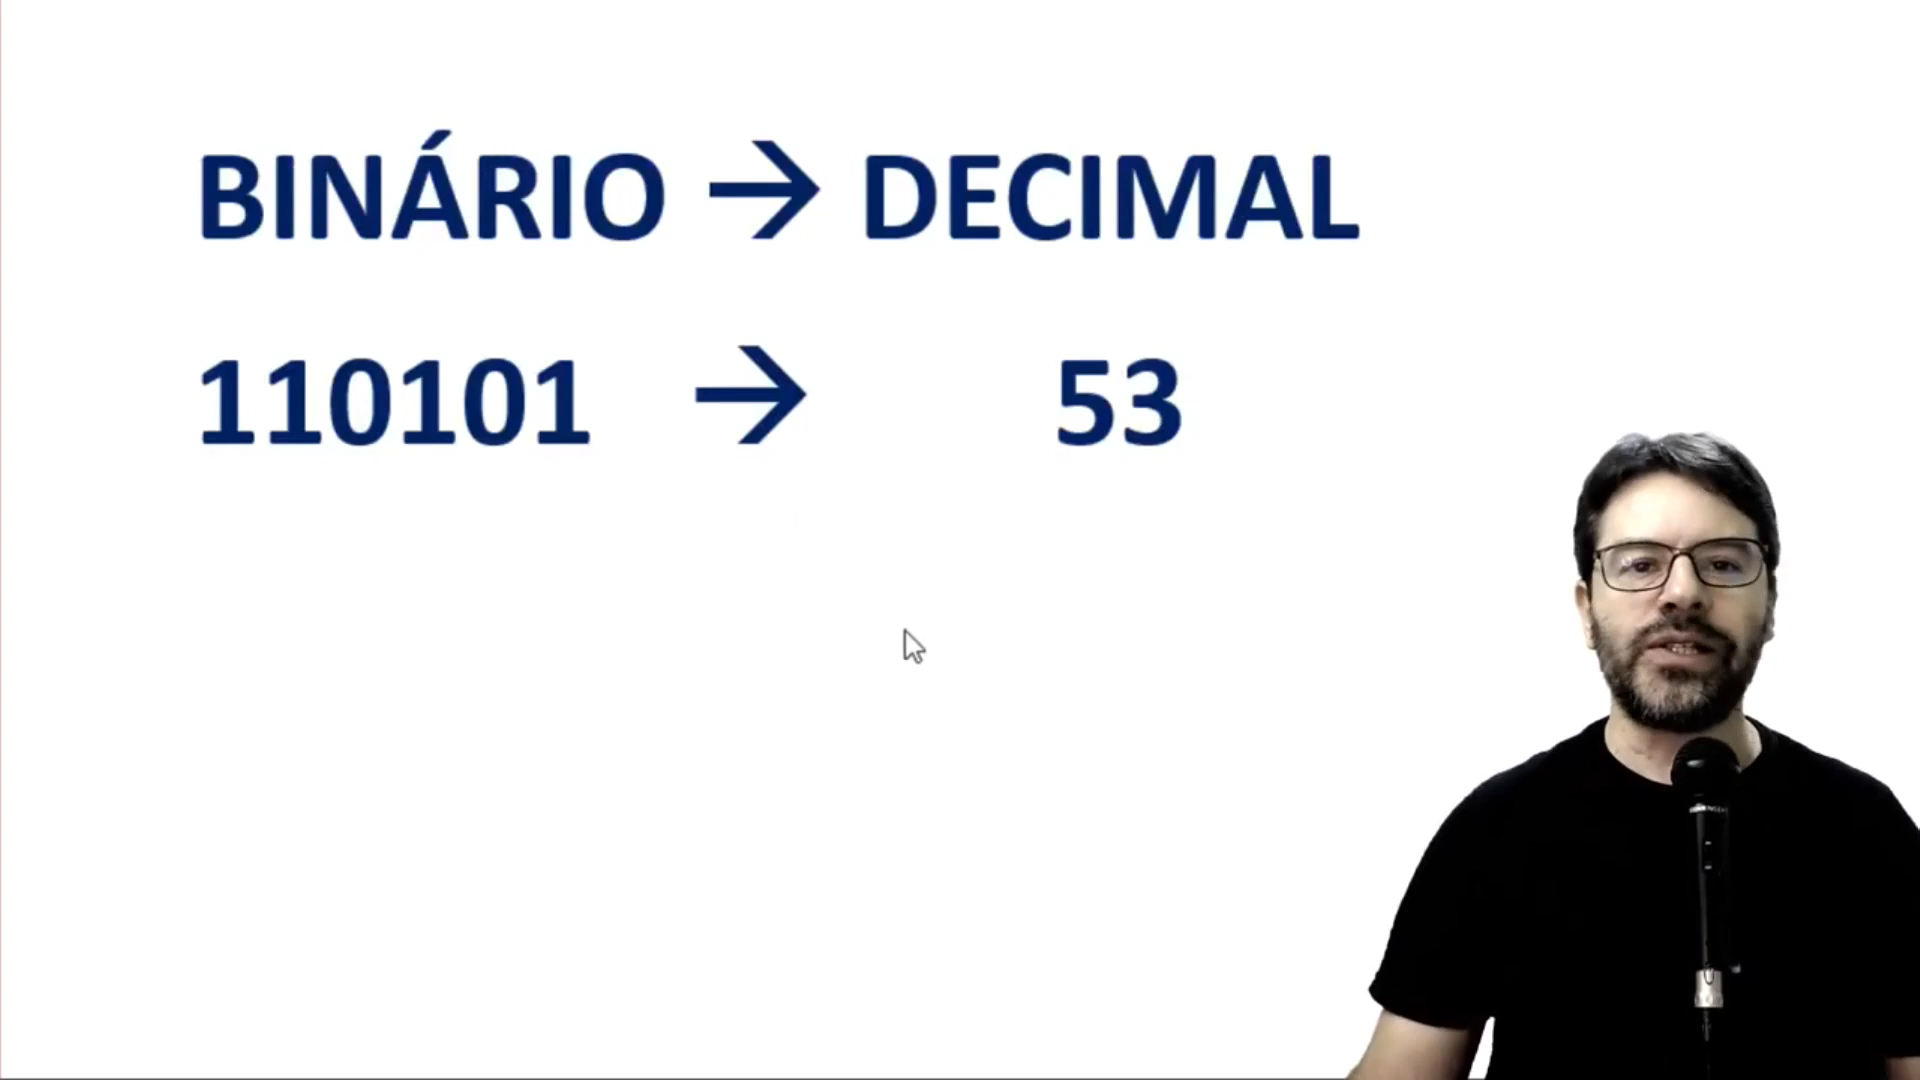 BINÁRIO → DECIMAL
110101 → 53